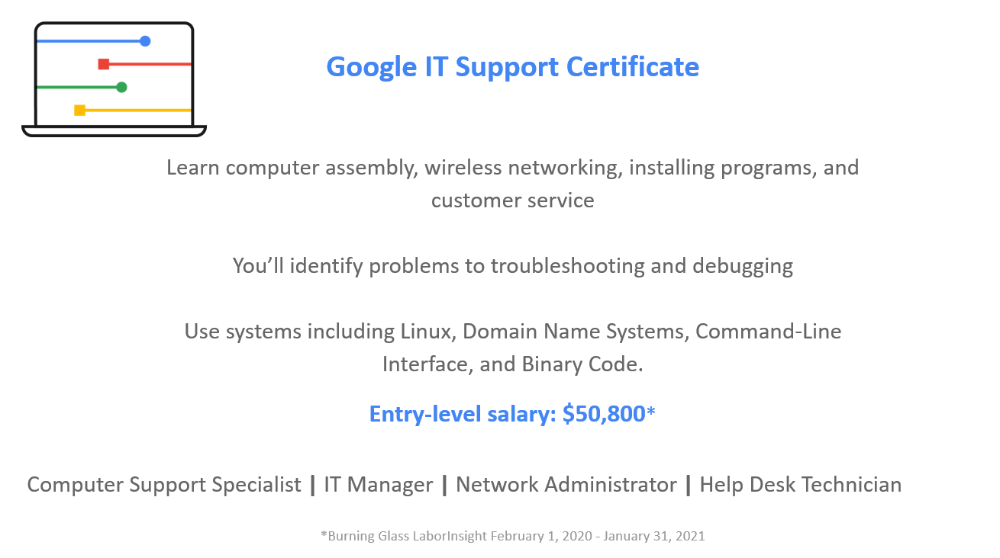 Google IT Support Certificate
Learn computer assembly, wireless networking, installing programs, and
customer service
You’ll identify problems to troubleshooting and debugging
Use systems including Linux, Domain Name Systems, Command-Line
Interface, and Binary Code.
Entry-level salary: $50,800*
Computer Support Specialist | IT Manager | Network Administrator | Help Desk Technician
*Burning Glass LaborInsight February 1, 2020 - January 31, 2021